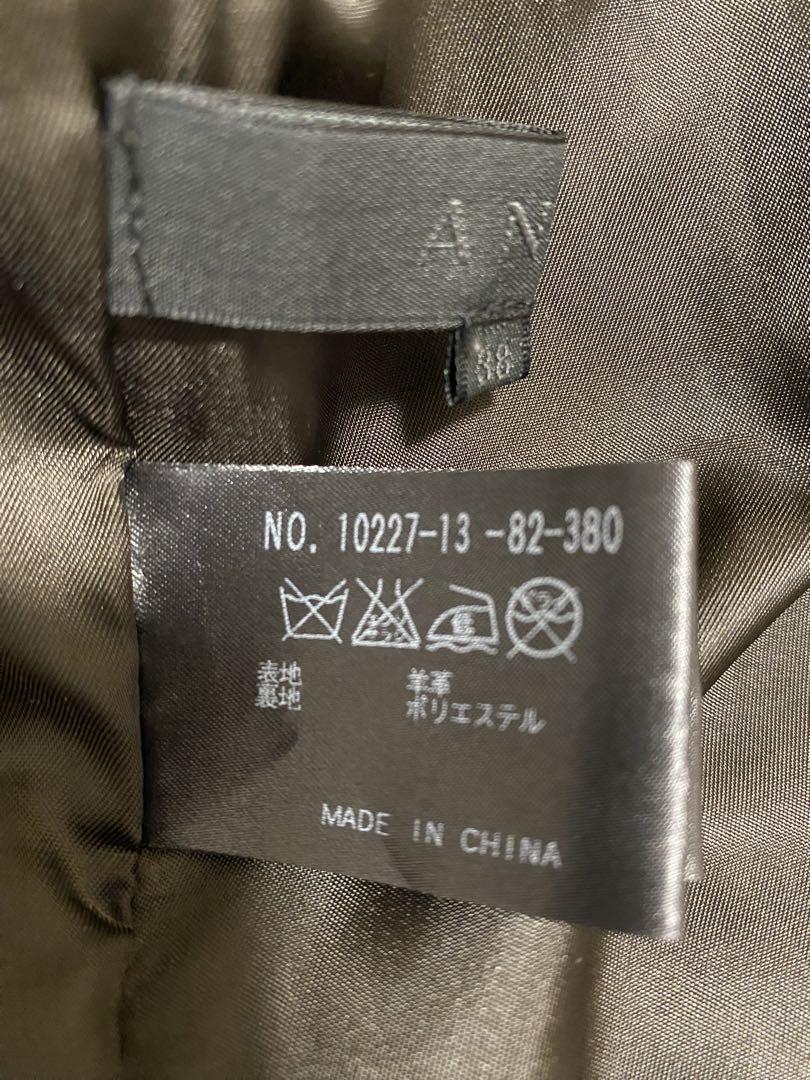 A
38
NO. 10227-13 -82-380
表地 羊革
裏地 ポリエステル
MADE IN CHINA